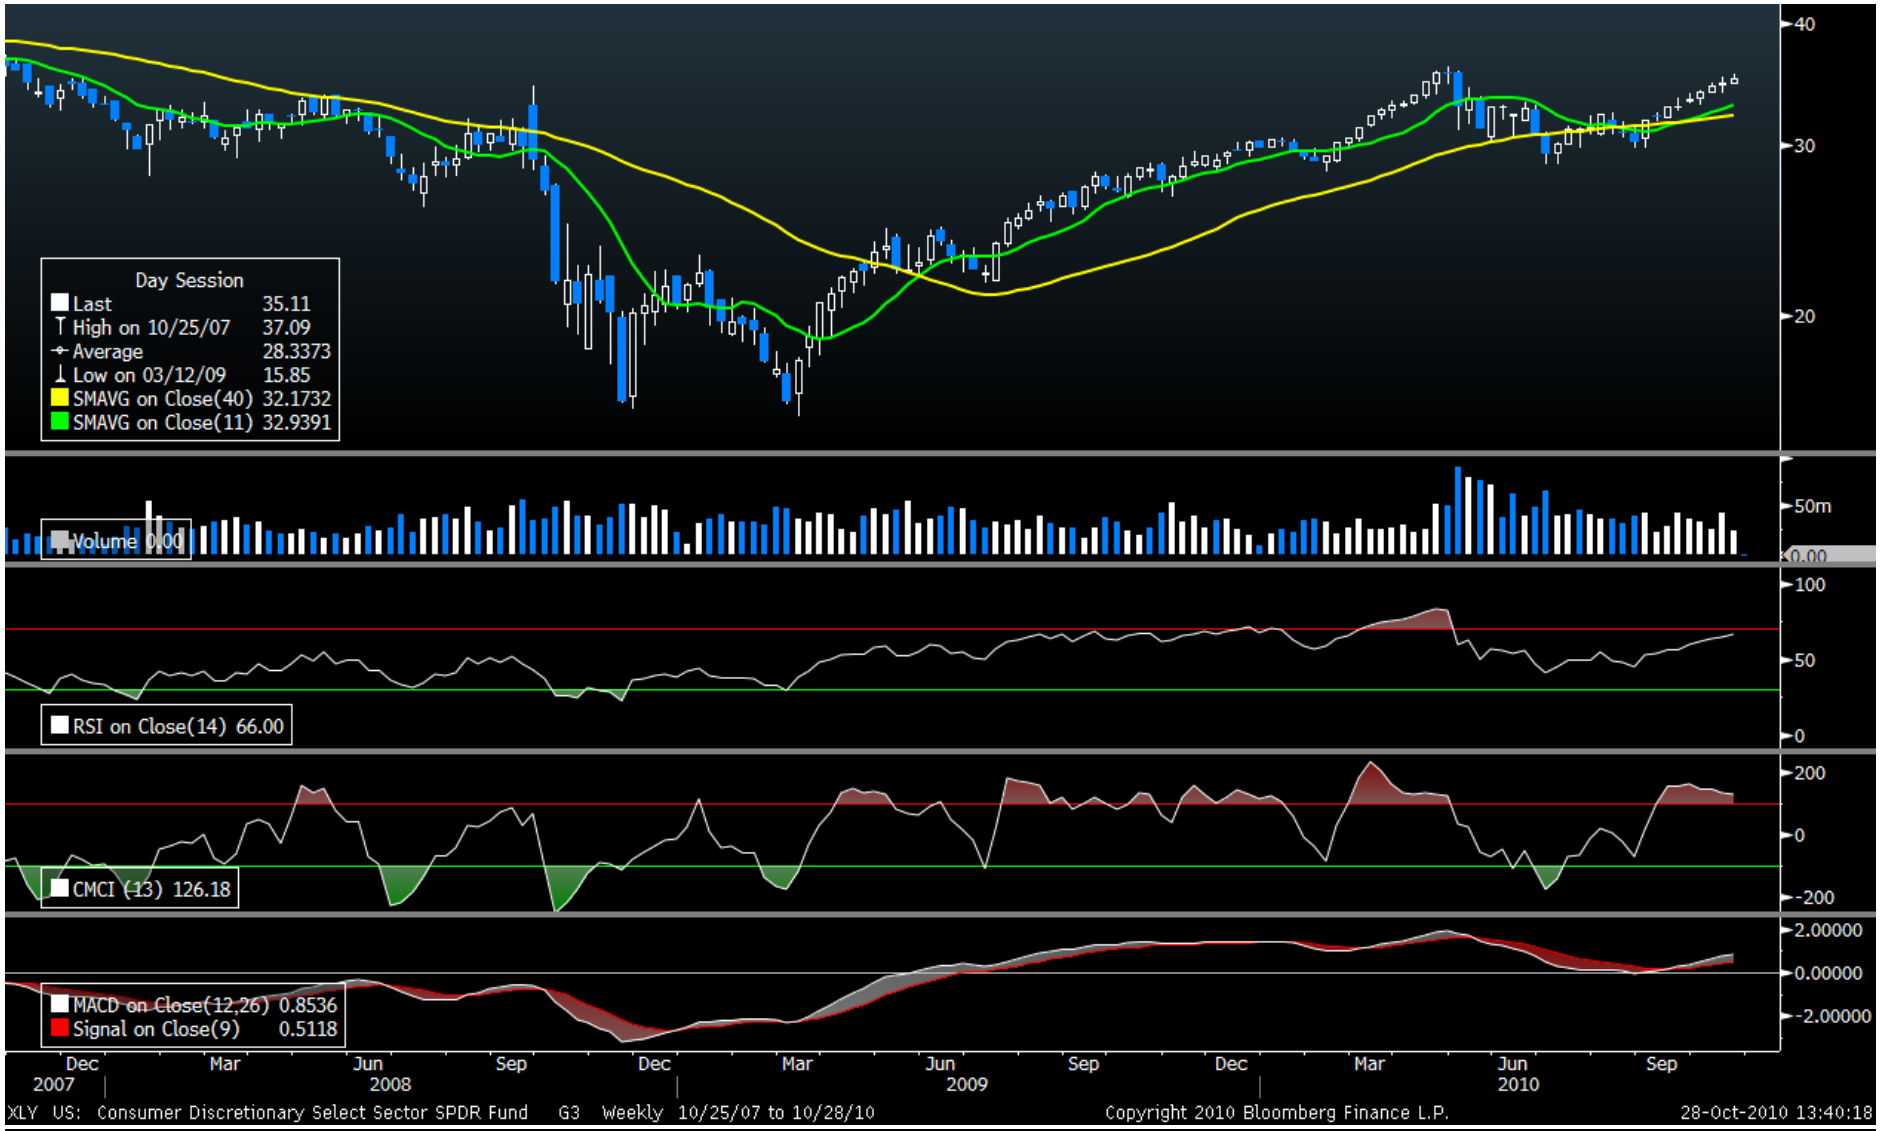 40
30
20
Day Session
Last 35.11
High on 10/25/07 37.09
Average 28.3373
Low on 03/12/09 15.85
SMAVG on Close(40) 32.1732
SMAVG on Close(11) 32.9391
50m
Volume 0.00
0.00
100
50
RSI on Close(14) 66.00
0
200
0
CMCI (13) 126.18
-200
2.00000
0.00000
MACD on Close(12,26) 0.8536
-2.00000
Signal on Close(9) 0.5118
Dec Mar Jun Sep Dec Mar Jun Sep Dec Mar Jun Sep
2007 2008 2009 2010
XLY US: Consumer Discretionary Select Sector SPDR Fund G3 Weekly 10/25/07 to 10/28/10 Copyright 2010 Bloomberg Finance L.P. 28-Oct-2010 13:40:18